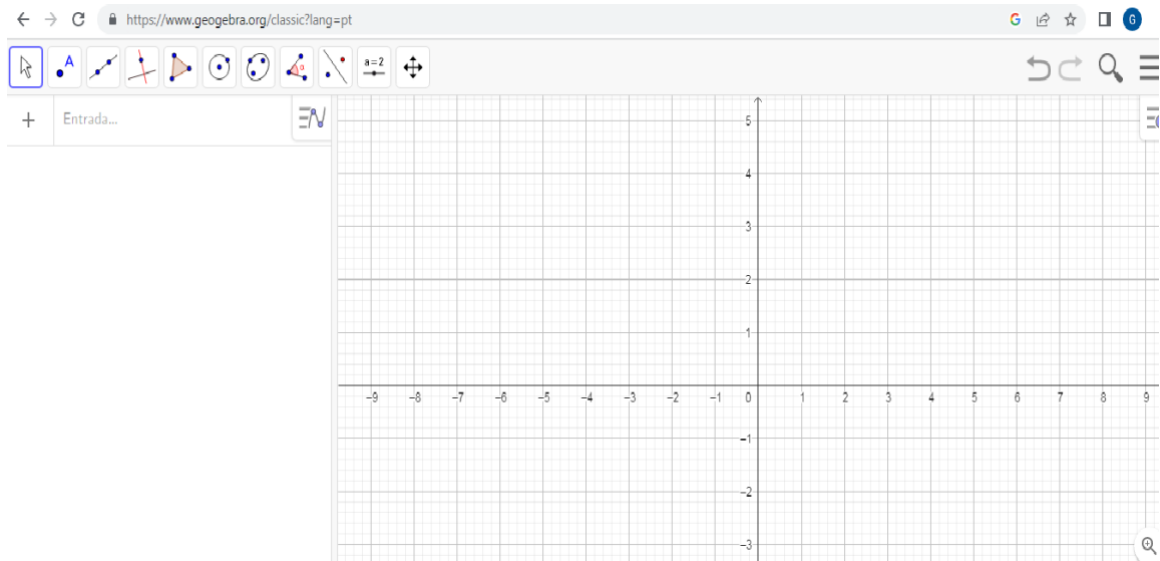 https://www.geogebra.org/classic?lang=pt
G
G
A
α
a=2
+ Entrada...
5
4
3
2
1
-9 -8 -7 -6 -5 -4 -3 -2 -1 0 1 2 3 4 5 6 7 8 9
-1
-2
-3